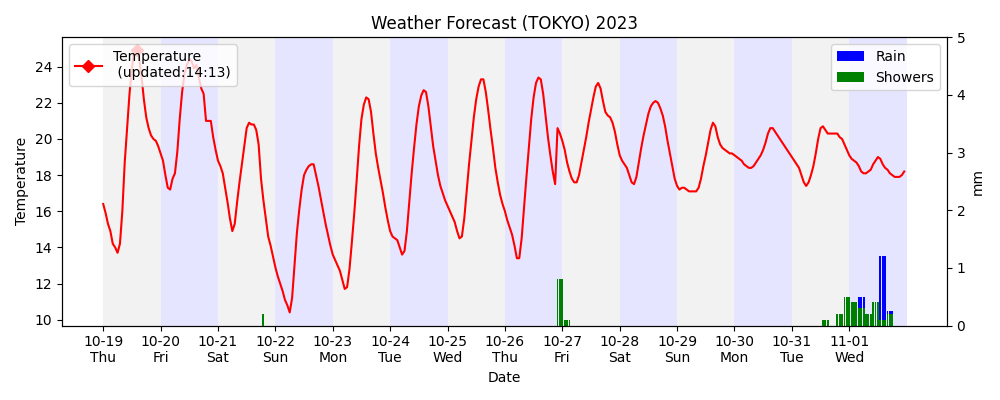 Weather Forecast (TOKYO) 2023
Temperature
(updated:14:13)
Rain
Showers
Temperature
24
22
20
18
16
14
12
10
5
4
3
2
1
0
mm
10-19 10-20 10-21 10-22 10-23 10-24 10-25 10-26 10-27 10-28 10-29 10-30 10-31 11-01
Thu Fri Sat Sun Mon Tue Wed Thu Fri Sat Sun Mon Tue Wed
Date